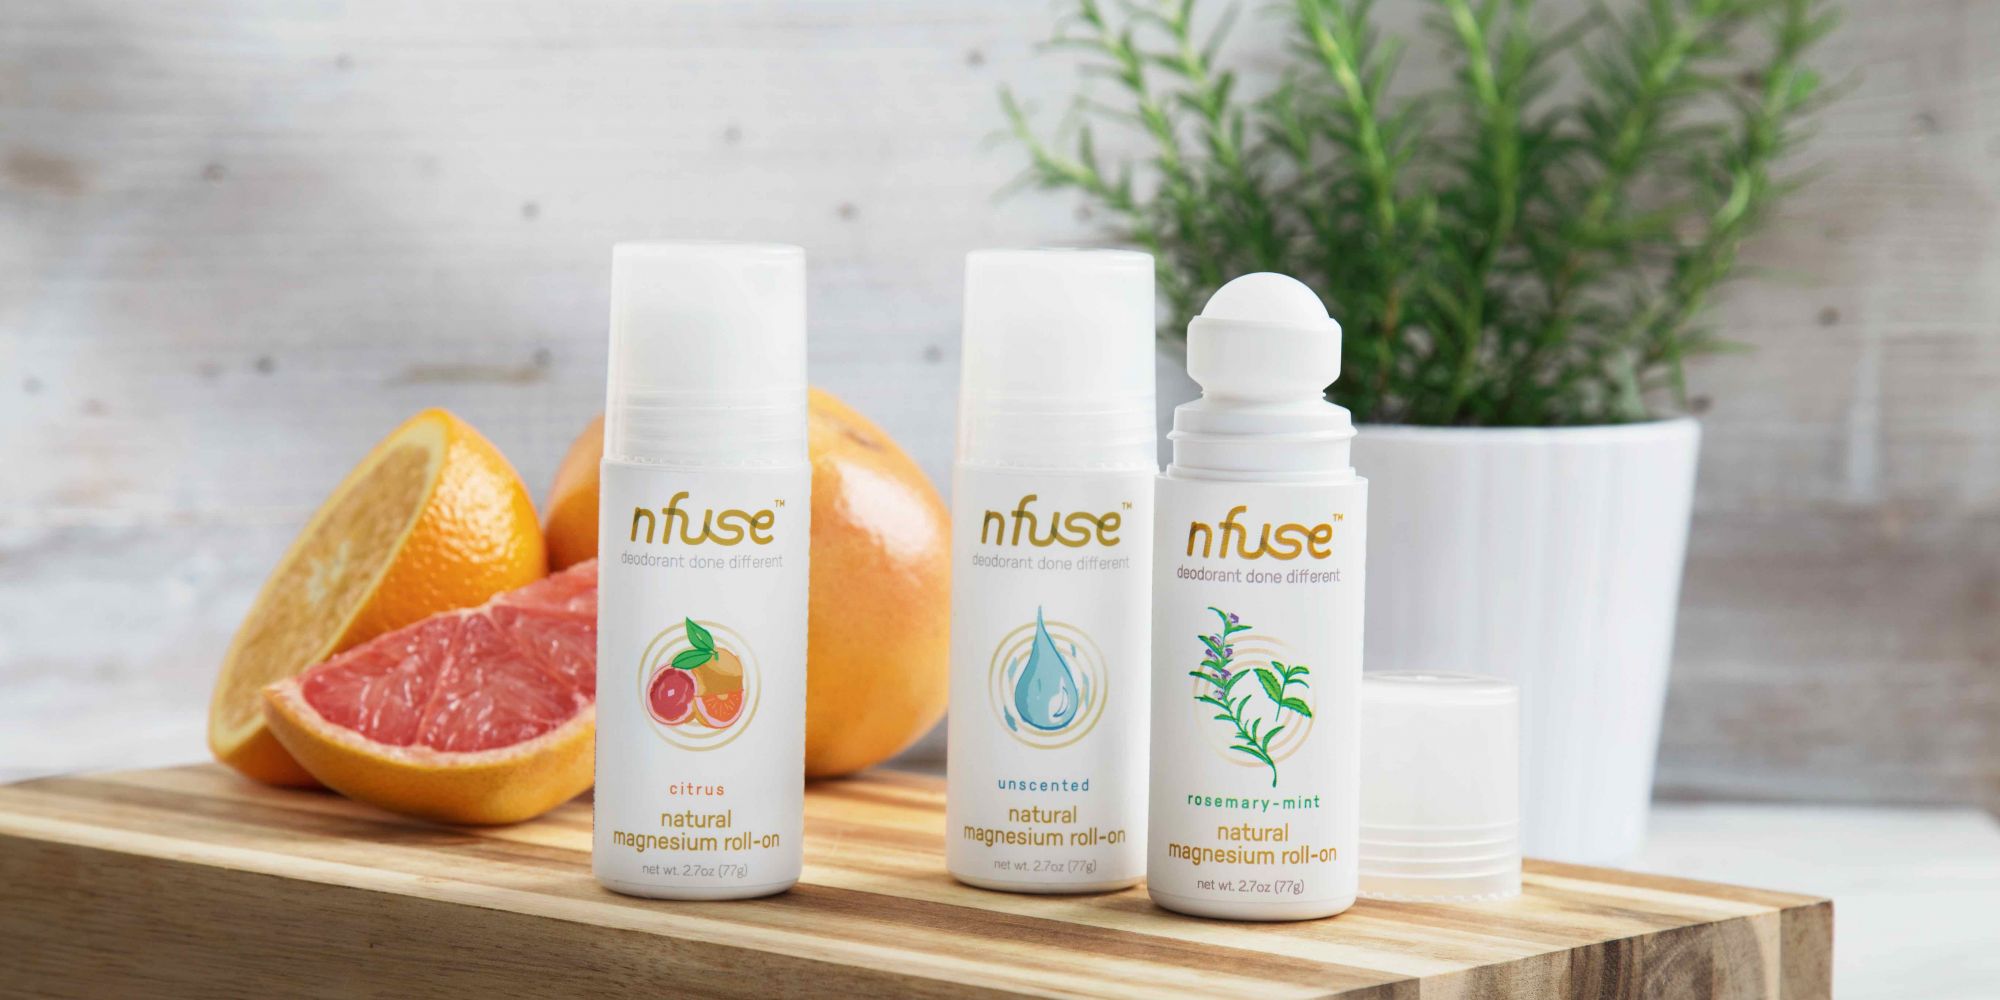 nfuse™
deodorant done different
citrus
natural
magnesium roll-on
net wt. 2.7oz (77g)
nfuse™
deodorant done different
unscented
natural
magnesium roll-on
net wt. 2.7oz (77g)
nfuse™
deodorant done different
rosemary-mint
natural
magnesium roll-on
net wt. 2.7oz (77g)